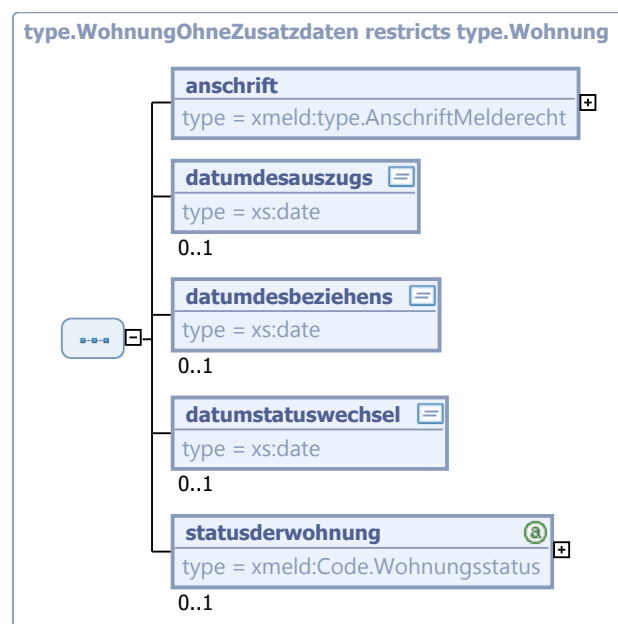 type.WohnungOhneZusatzdaten restricts type.Wohnung
anschrift
type = xmeld:type.AnschriftMelderecht
datumdesauszugs
type = xs:date
0..1
datumdesbeziehens
type = xs:date
0..1
datumstatuswechsel
type = xs:date
0..1
statusderwohnung
type = xmeld:Code.Wohnungsstatus
0..1